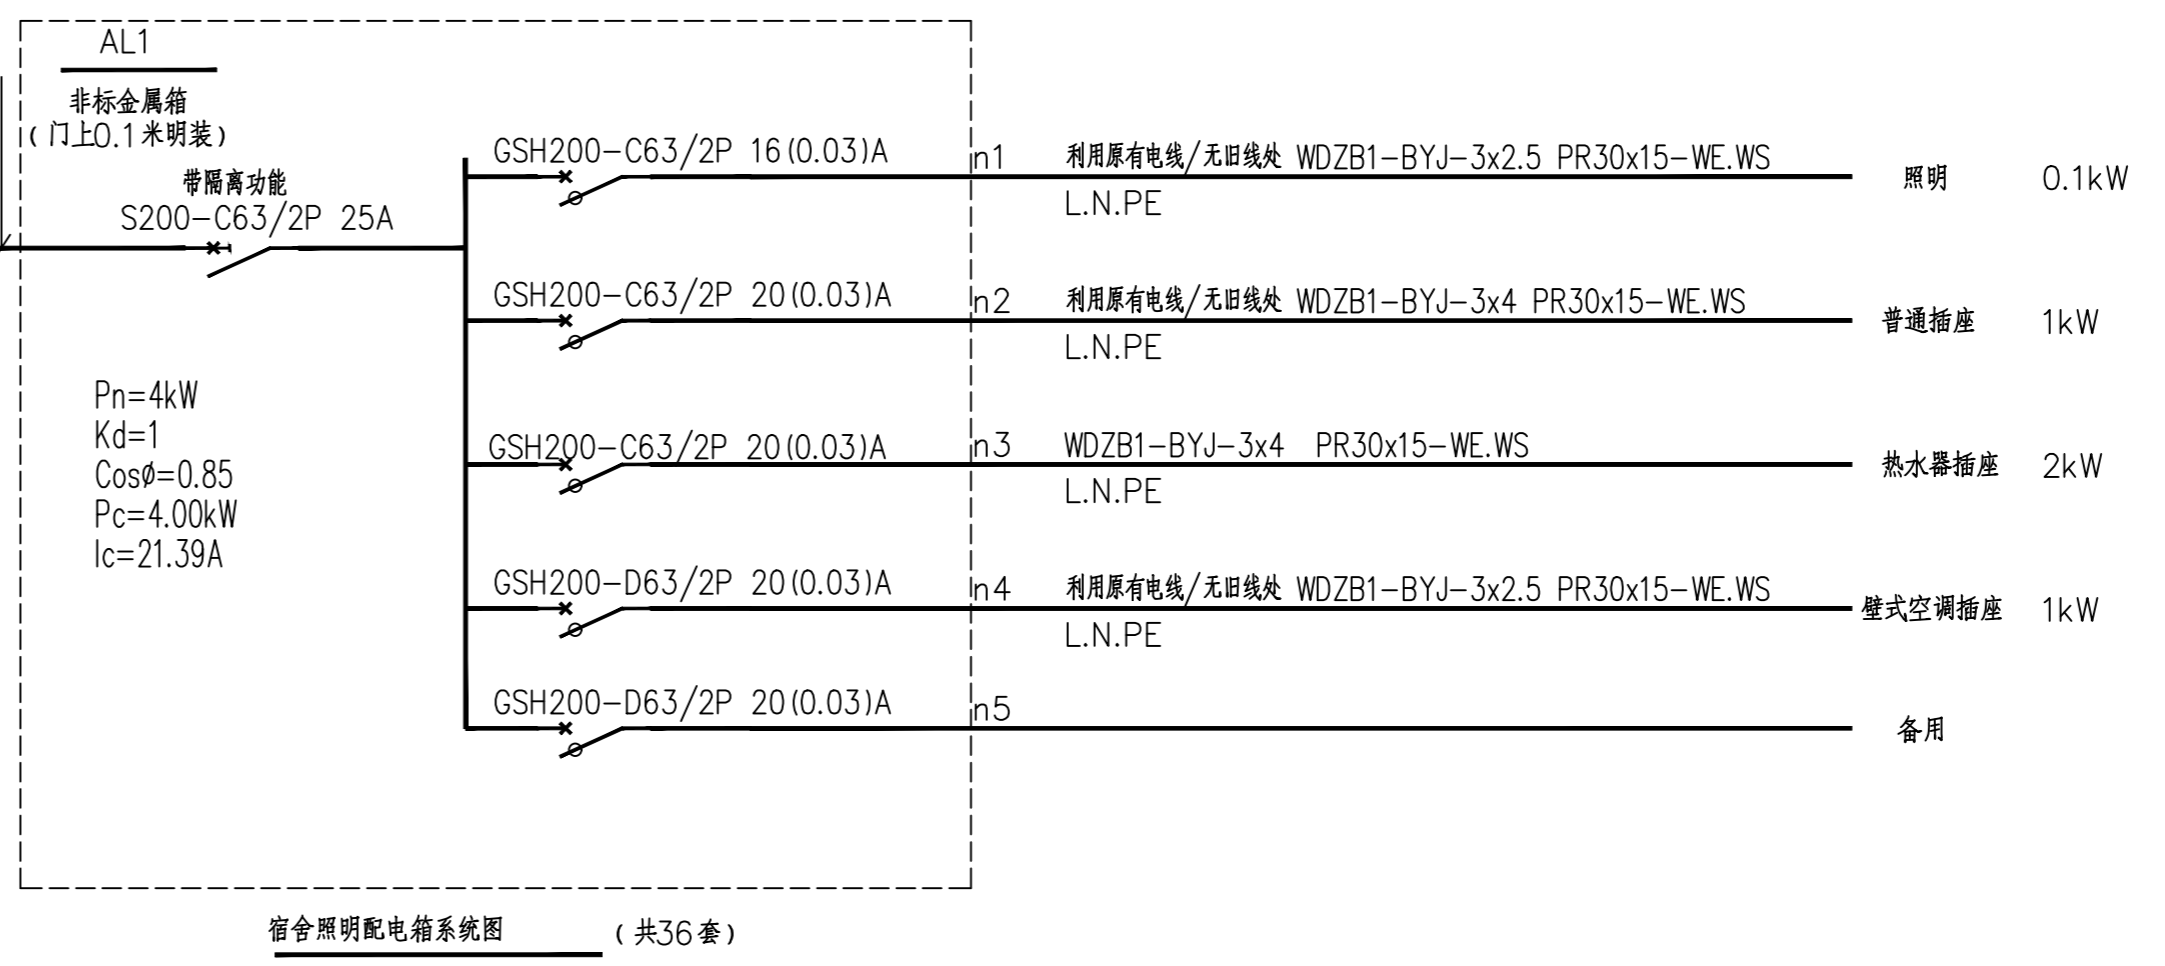 AL1
非标金属箱
(门上0.1米明装)
带隔离功能
S200-C63/2P 25A
Pn=4kW
Kd=1
CosØ=0.85
Pc=4.00kW
Ic=21.39A
GSH200-C63/2P 16(0.03)A n1 利用原有电线/无旧线处 WDZB1-BYJ-3x2.5 PR30x15-WE.WS 照明 0.1kW
L.N.PE
GSH200-C63/2P 20(0.03)A n2 利用原有电线/无旧线处 WDZB1-BYJ-3x4 PR30x15-WE.WS 普通插座 1kW
L.N.PE
GSH200-C63/2P 20(0.03)A n3 WDZB1-BYJ-3x4 PR30x15-WE.WS 热水器插座 2kW
L.N.PE
GSH200-D63/2P 20(0.03)A n4 利用原有电线/无旧线处 WDZB1-BYJ-3x2.5 PR30x15-WE.WS 壁式空调插座 1kW
L.N.PE
GSH200-D63/2P 20(0.03)A n5 备用
宿舍照明配电箱系统图 (共36套)